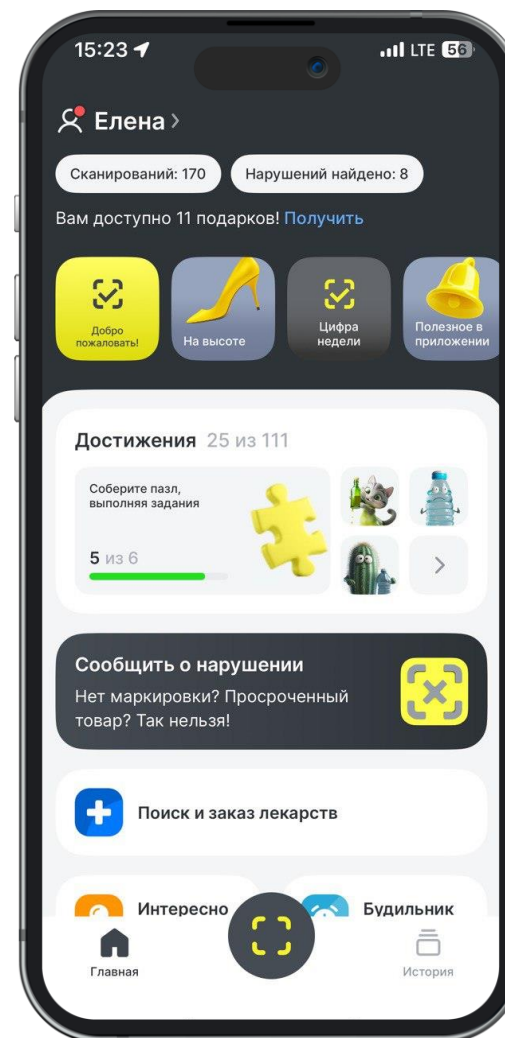 15:23
LTE 56
Елена
Сканирований: 170
Нарушений найдено: 8
Вам доступно 11 подарков! Получить
Добро
пожаловать!
На высоте
Цифра
недели
Полезное в
приложении
Достижения 25 из 111
Соберите пазл,
выполняя задания
5 из 6
Сообщить о нарушении
Нет маркировки? Просроченный
товар? Так нельзя!
Поиск и заказ лекарств
Интересно
Будильник
Главная
История